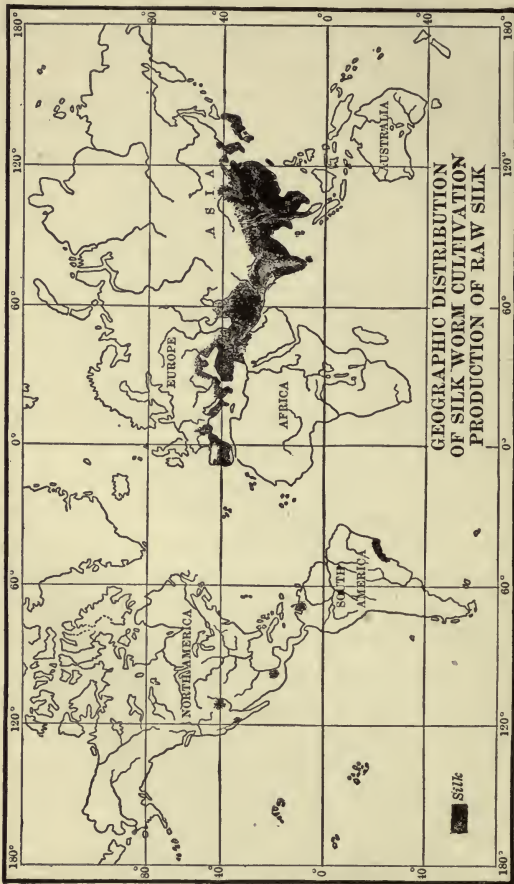 180° 120° 60° 0° 60° 120° 180°
80° 80°
ASIA
EUROPE
NORTH AMERICA
40° 40°
AFRICA
0° 0°
SOUTH
AMERICA
AUSTRALIA
40° 40°
Silk
GEOGRAPHIC DISTRIBUTION
OF SILK WORM CULTIVATION
PRODUCTION OF RAW SILK
180° 120° 60° 0° 60° 120° 180°